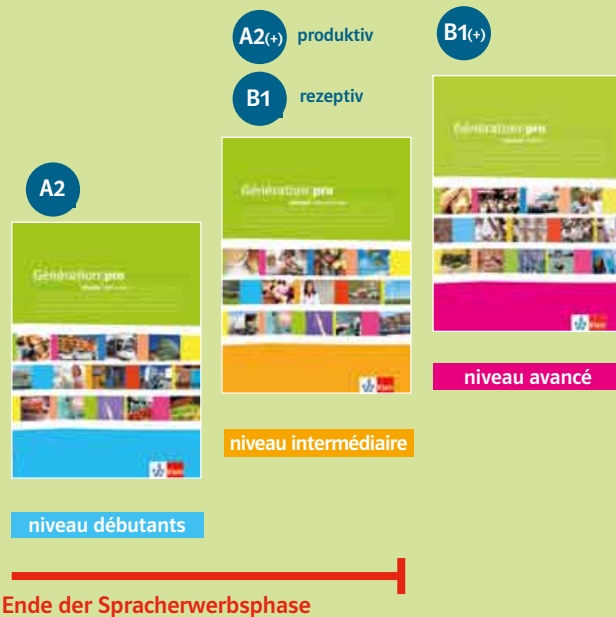 A2(+) produktiv
B1 rezeptiv
B1(+)
A2
Génération pro
Génération pro
Génération pro
niveau avancé
niveau intermédiaire
niveau débutants
Ende der Spracherwerbsphase